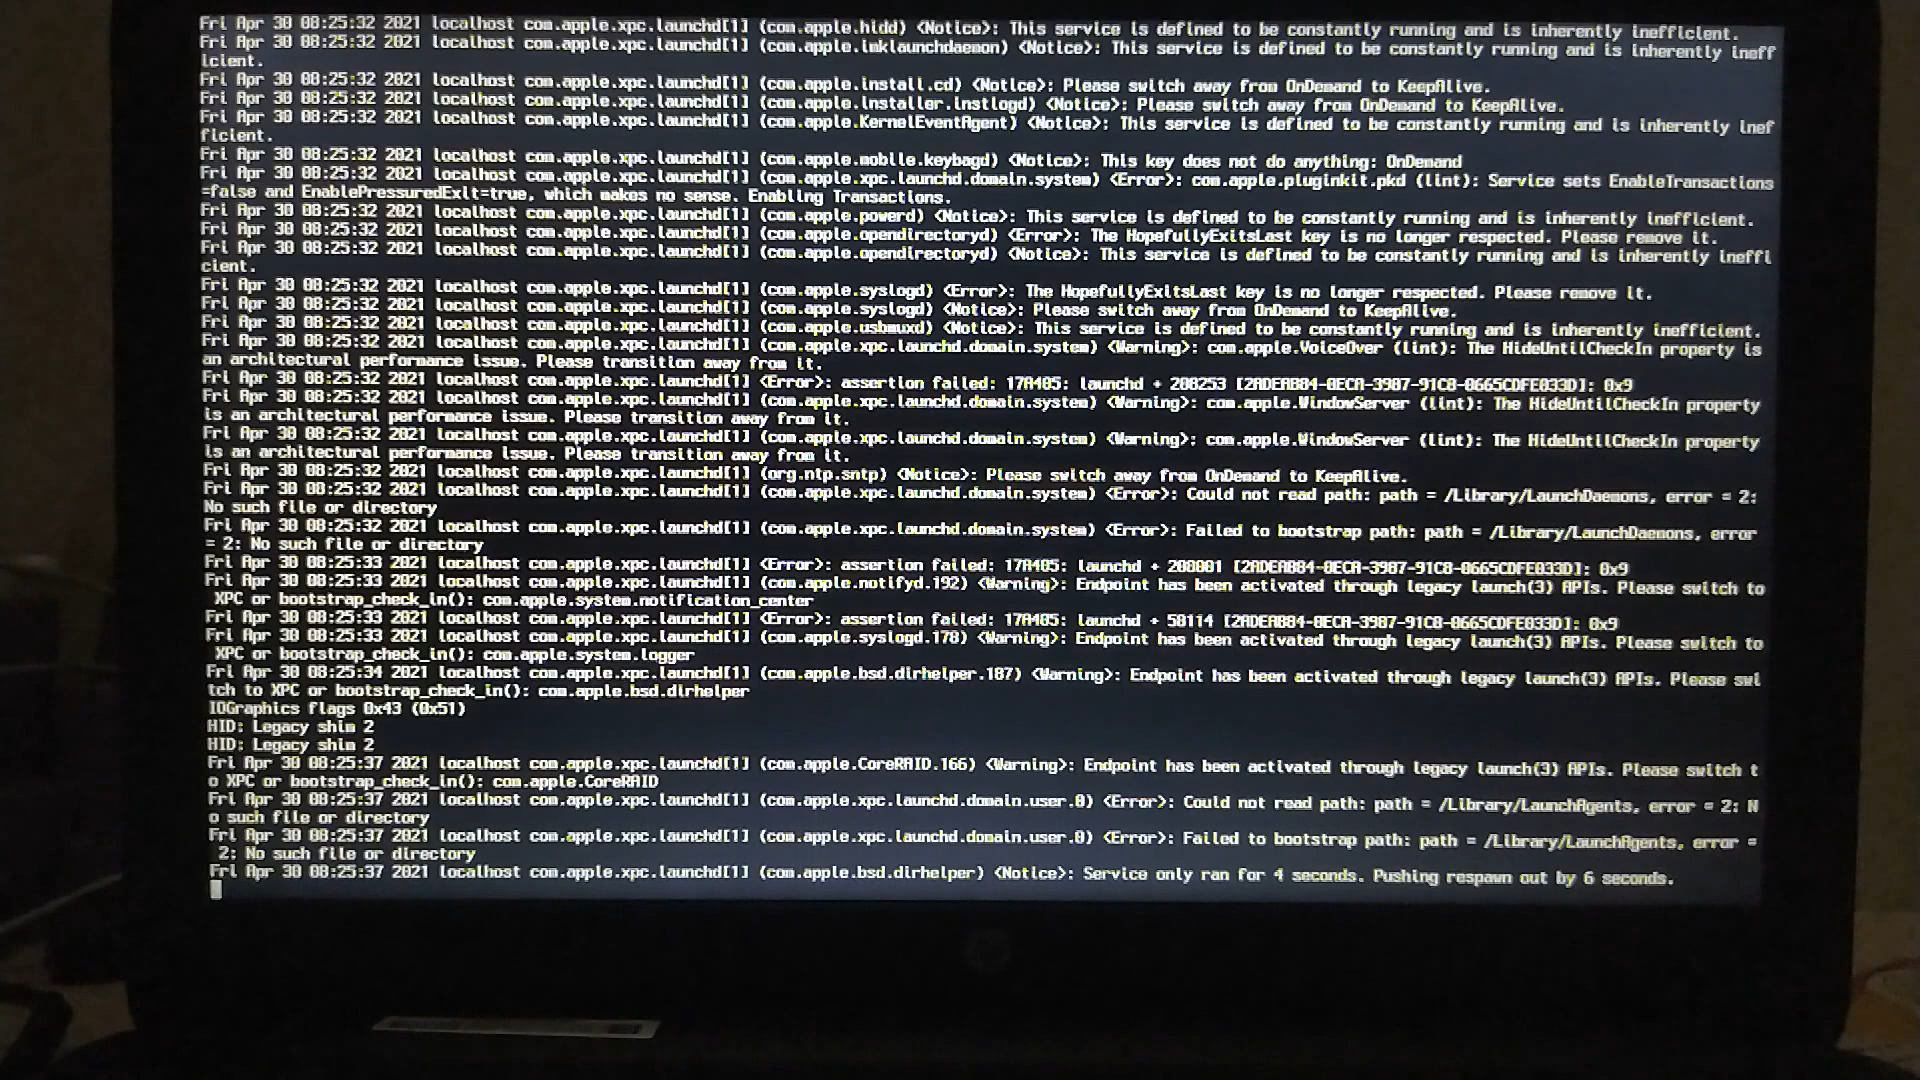 Fri Apr 30 08:25:32 2021 localhost com.apple.xpc.launchd[1] (com.apple.hidd) <Notice>: This service is defined to be constantly running and is inherently inefficient.
Fri Apr 30 08:25:32 2021 localhost com.apple.xpc.launchd[1] (com.apple.imklaunchdaemon) <Notice>: This service is defined to be constantly running and is inherently ineff
icient.
Fri Apr 30 08:25:32 2021 localhost com.apple.xpc.launchd[1] (com.apple.install.cd) <Notice>: Please switch away from OnDemand to KeepAlive.
Fri Apr 30 08:25:32 2021 localhost com.apple.xpc.launchd[1] (com.apple.installer.instlogd) <Notice>: Please switch away from OnDemand to KeepAlive.
Fri Apr 30 08:25:32 2021 localhost com.apple.xpc.launchd[1] (com.apple.KernelEventAgent) <Notice>: This service is defined to be constantly running and is inherently inef
ficient.
Fri Apr 30 08:25:32 2021 localhost com.apple.xpc.launchd[1] (com.apple.mobile.keybagd) <Notice>: This key does not do anything: OnDemand
Fri Apr 30 08:25:32 2021 localhost com.apple.xpc.launchd[1] (com.apple.xpc.launchd.domain.system) <Error>: com.apple.pluginkit.pkd (lint): Service sets EnableTransactions
=false and EnablePressuredExit=true, which makes no sense. Enabling Transactions.
Fri Apr 30 08:25:32 2021 localhost com.apple.xpc.launchd[1] (com.apple.powerd) <Notice>: This service is defined to be constantly running and is inherently inefficient.
Fri Apr 30 08:25:32 2021 localhost com.apple.xpc.launchd[1] (com.apple.opendirectoryd) <Error>: The HopefullyExitsLast key is no longer respected. Please remove it.
Fri Apr 30 08:25:32 2021 localhost com.apple.xpc.launchd[1] (com.apple.opendirectoryd) <Notice>: This service is defined to be constantly running and is inherently ineffi
cient.
Fri Apr 30 08:25:32 2021 localhost com.apple.xpc.launchd[1] (com.apple.syslogd) <Error>: The HopefullyExitsLast key is no longer respected. Please remove it.
Fri Apr 30 08:25:32 2021 localhost com.apple.xpc.launchd[1] (com.apple.syslogd) <Notice>: Please switch away from OnDemand to KeepAlive.
Fri Apr 30 08:25:32 2021 localhost com.apple.xpc.launchd[1] (com.apple.usbmuxd) <Notice>: This service is defined to be constantly running and is inherently inefficient.
Fri Apr 30 08:25:32 2021 localhost com.apple.xpc.launchd[1] (com.apple.xpc.launchd.domain.system) <Warning>: com.apple.VoiceOver (lint): The HideUntilCheckIn property is
an architectural performance issue. Please transition away from it.
Fri Apr 30 08:25:32 2021 localhost com.apple.xpc.launchd[1] <Error>: assertion failed: 17A405: launchd + 208253 [2ADEAB84-0ECA-3987-91C8-0665CDFE033D]: 0x9
Fri Apr 30 08:25:32 2021 localhost com.apple.xpc.launchd[1] (com.apple.xpc.launchd.domain.system) <Warning>: com.apple.WindowServer (lint): The HideUntilCheckIn property
is an architectural performance issue. Please transition away from it.
Fri Apr 30 08:25:32 2021 localhost com.apple.xpc.launchd[1] (com.apple.xpc.launchd.domain.system) <Warning>: com.apple.WindowServer (lint): The HideUntilCheckIn property
is an architectural performance issue. Please transition away from it.
Fri Apr 30 08:25:32 2021 localhost com.apple.xpc.launchd[1] (org.ntp.sntp) <Notice>: Please switch away from OnDemand to KeepAlive.
Fri Apr 30 08:25:32 2021 localhost com.apple.xpc.launchd[1] (com.apple.xpc.launchd.domain.system) <Error>: Could not read path: path = /Library/LaunchDaemons, error = 2:
No such file or directory
Fri Apr 30 08:25:32 2021 localhost com.apple.xpc.launchd[1] (com.apple.xpc.launchd.domain.system) <Error>: Failed to bootstrap path: path = /Library/LaunchDaemons, error
= 2: No such file or directory
Fri Apr 30 08:25:33 2021 localhost com.apple.xpc.launchd[1] <Error>: assertion failed: 17A405: launchd + 208001 [2ADEAB84-0ECA-3987-91C8-0665CDFE033D]: 0x9
Fri Apr 30 08:25:33 2021 localhost com.apple.xpc.launchd[1] (com.apple.notifyd.192) <Warning>: Endpoint has been activated through legacy launch(3) APIs. Please switch to
XPC or bootstrap_check_in(): com.apple.system.notification_center
Fri Apr 30 08:25:33 2021 localhost com.apple.xpc.launchd[1] <Error>: assertion failed: 17A405: launchd + 50114 [2ADEAB84-0ECA-3987-91C8-0665CDFE033D]: 0x9
Fri Apr 30 08:25:33 2021 localhost com.apple.xpc.launchd[1] (com.apple.syslogd.178) <Warning>: Endpoint has been activated through legacy launch(3) APIs. Please switch to
XPC or bootstrap_check_in(): com.apple.system.logger
Fri Apr 30 08:25:34 2021 localhost com.apple.xpc.launchd[1] (com.apple.bsd.dirhelper.187) <Warning>: Endpoint has been activated through legacy launch(3) APIs. Please swi
tch to XPC or bootstrap_check_in(): com.apple.bsd.dirhelper
IOGraphics flags 0x43 (0x51)
HID: Legacy shim 2
HID: Legacy shim 2
Fri Apr 30 08:25:37 2021 localhost com.apple.xpc.launchd[1] (com.apple.CoreRAID.166) <Warning>: Endpoint has been activated through legacy launch(3) APIs. Please switch t
o XPC or bootstrap_check_in(): com.apple.CoreRAID
Fri Apr 30 08:25:37 2021 localhost com.apple.xpc.launchd[1] (com.apple.xpc.launchd.domain.user.0) <Error>: Could not read path: path = /Library/LaunchAgents, error = 2: N
o such file or directory
Fri Apr 30 08:25:37 2021 localhost com.apple.xpc.launchd[1] (com.apple.xpc.launchd.domain.user.0) <Error>: Failed to bootstrap path: path = /Library/LaunchAgents, error =
2: No such file or directory
Fri Apr 30 08:25:37 2021 localhost com.apple.xpc.launchd[1] (com.apple.bsd.dirhelper) <Notice>: Service only ran for 4 seconds. Pushing respawn out by 6 seconds.
hp